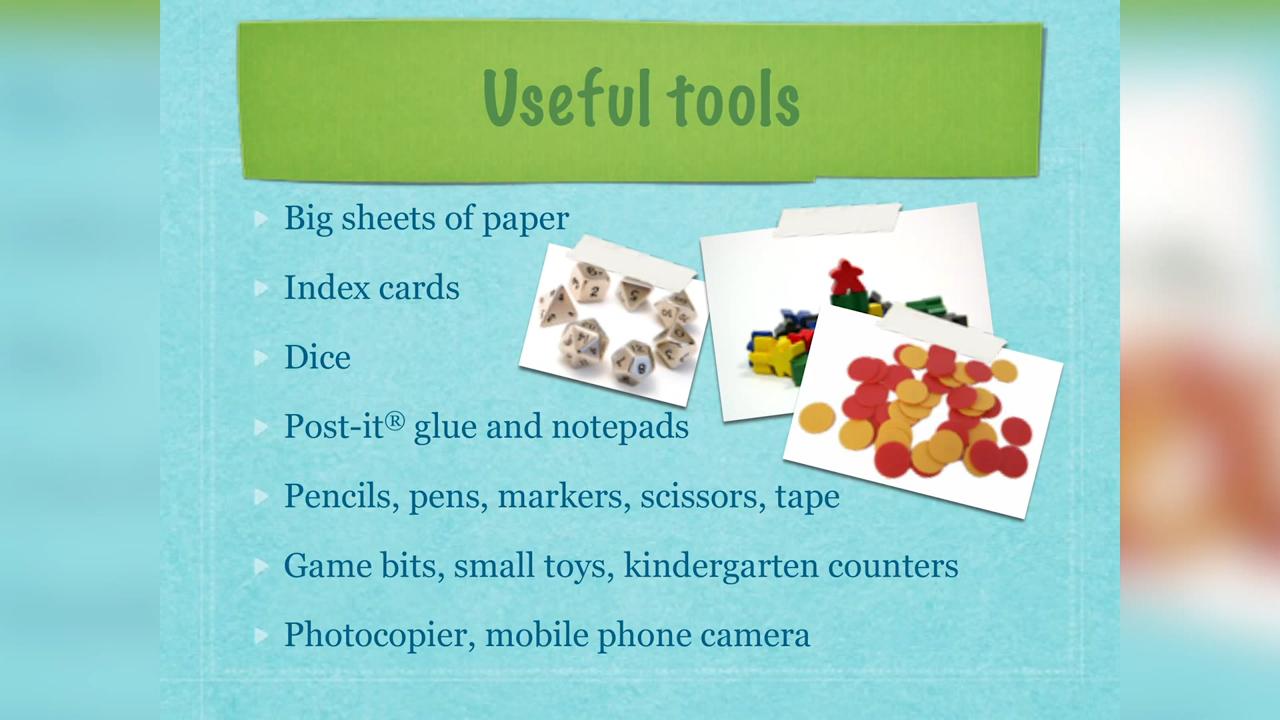 Useful tools
Big sheets of paper
Index cards
Dice
Post-it® glue and notepads
Pencils, pens, markers, scissors, tape
Game bits, small toys, kindergarten counters
Photocopier, mobile phone camera